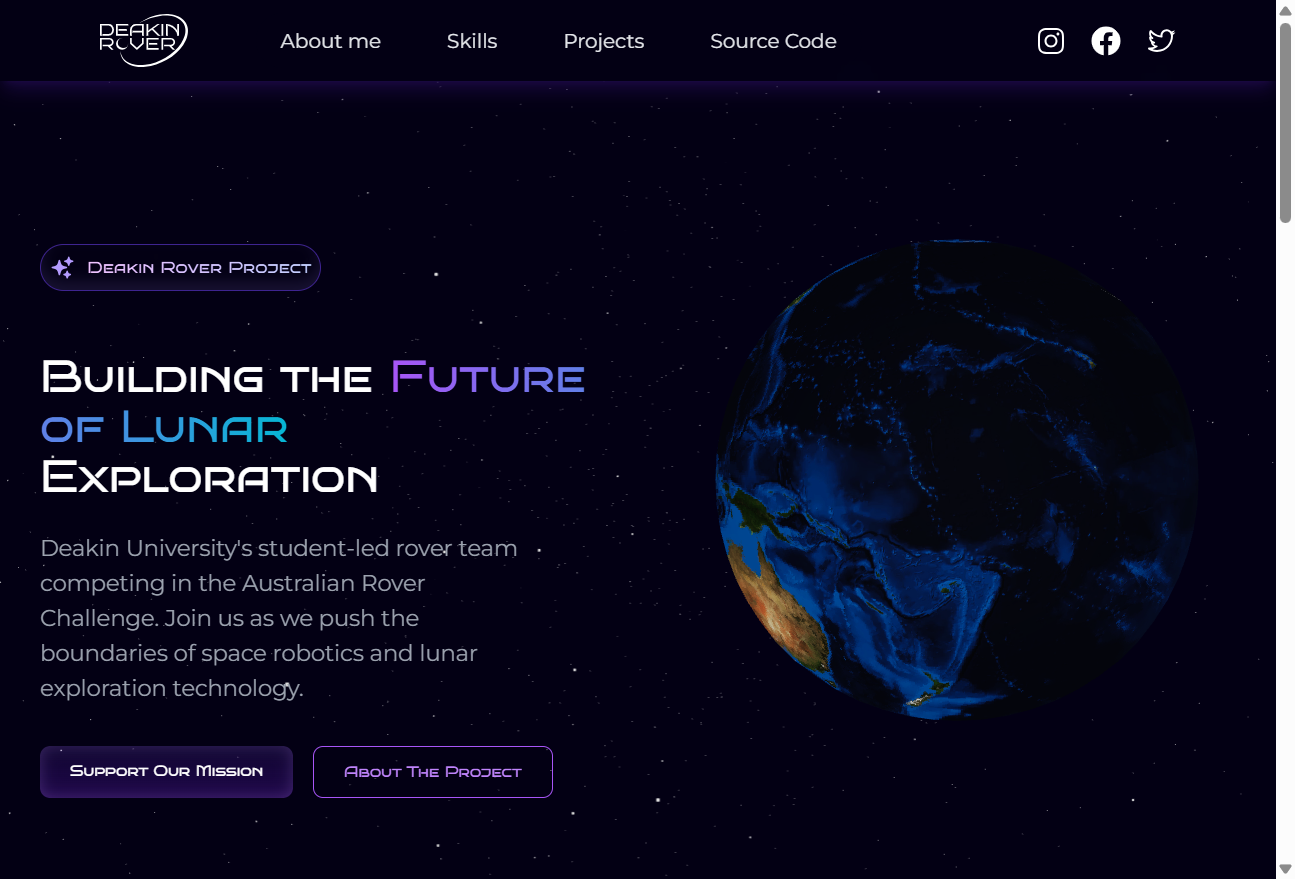 DEAKIN
ROVER
About me
Skills
Projects
Source Code
Deakin Rover Project
Building the Future
of Lunar
Exploration
Deakin University's student-led rover team
competing in the Australian Rover
Challenge. Join us as we push the
boundaries of space robotics and lunar
exploration technology.
Support Our Mission
About The Project